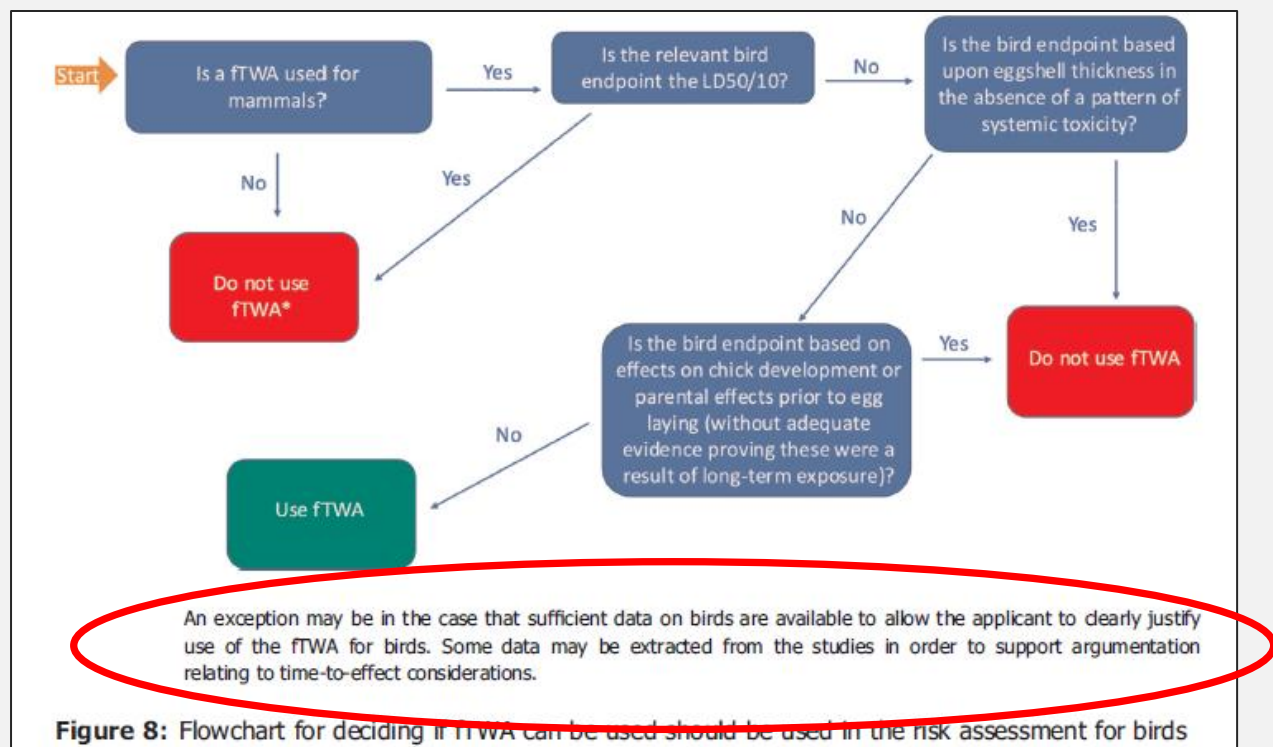 Start
Is a fTWA used for
mammals?
Yes
Is the relevant bird
endpoint the LD50/10?
No
Is the bird endpoint based
upon eggshell thickness in
the absence of a pattern of
systemic toxicity?
No
Yes
No
Yes
Do not use
fTWA*
Is the bird endpoint based on
effects on chick development or
parental effects prior to egg
laying (without adequate
evidence proving these were a
result of long-term exposure)?
Yes
Do not use fTWA
No
Use fTWA
An exception may be in the case that sufficient data on birds are available to allow the applicant to clearly justify
use of the fTWA for birds. Some data may be extracted from the studies in order to support argumentation
relating to time-to-effect considerations.
Figure 8: Flowchart for deciding if fTWA can be used should be used in the risk assessment for birds